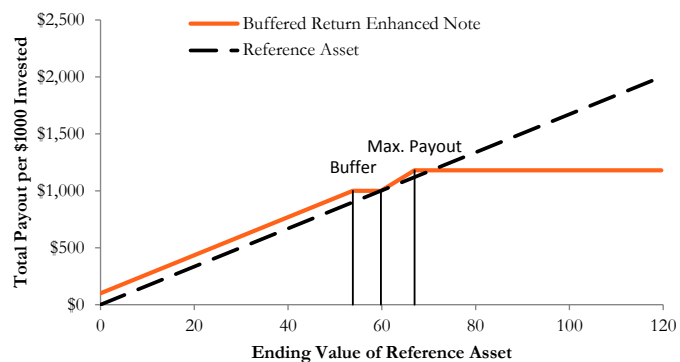 Buffered Return Enhanced Note
Reference Asset
Total Payout per $1000 Invested
$2,500
$2,000
$1,500
$1,000
$500
$0
Max. Payout
Buffer
0 20 40 60 80 100 120
Ending Value of Reference Asset